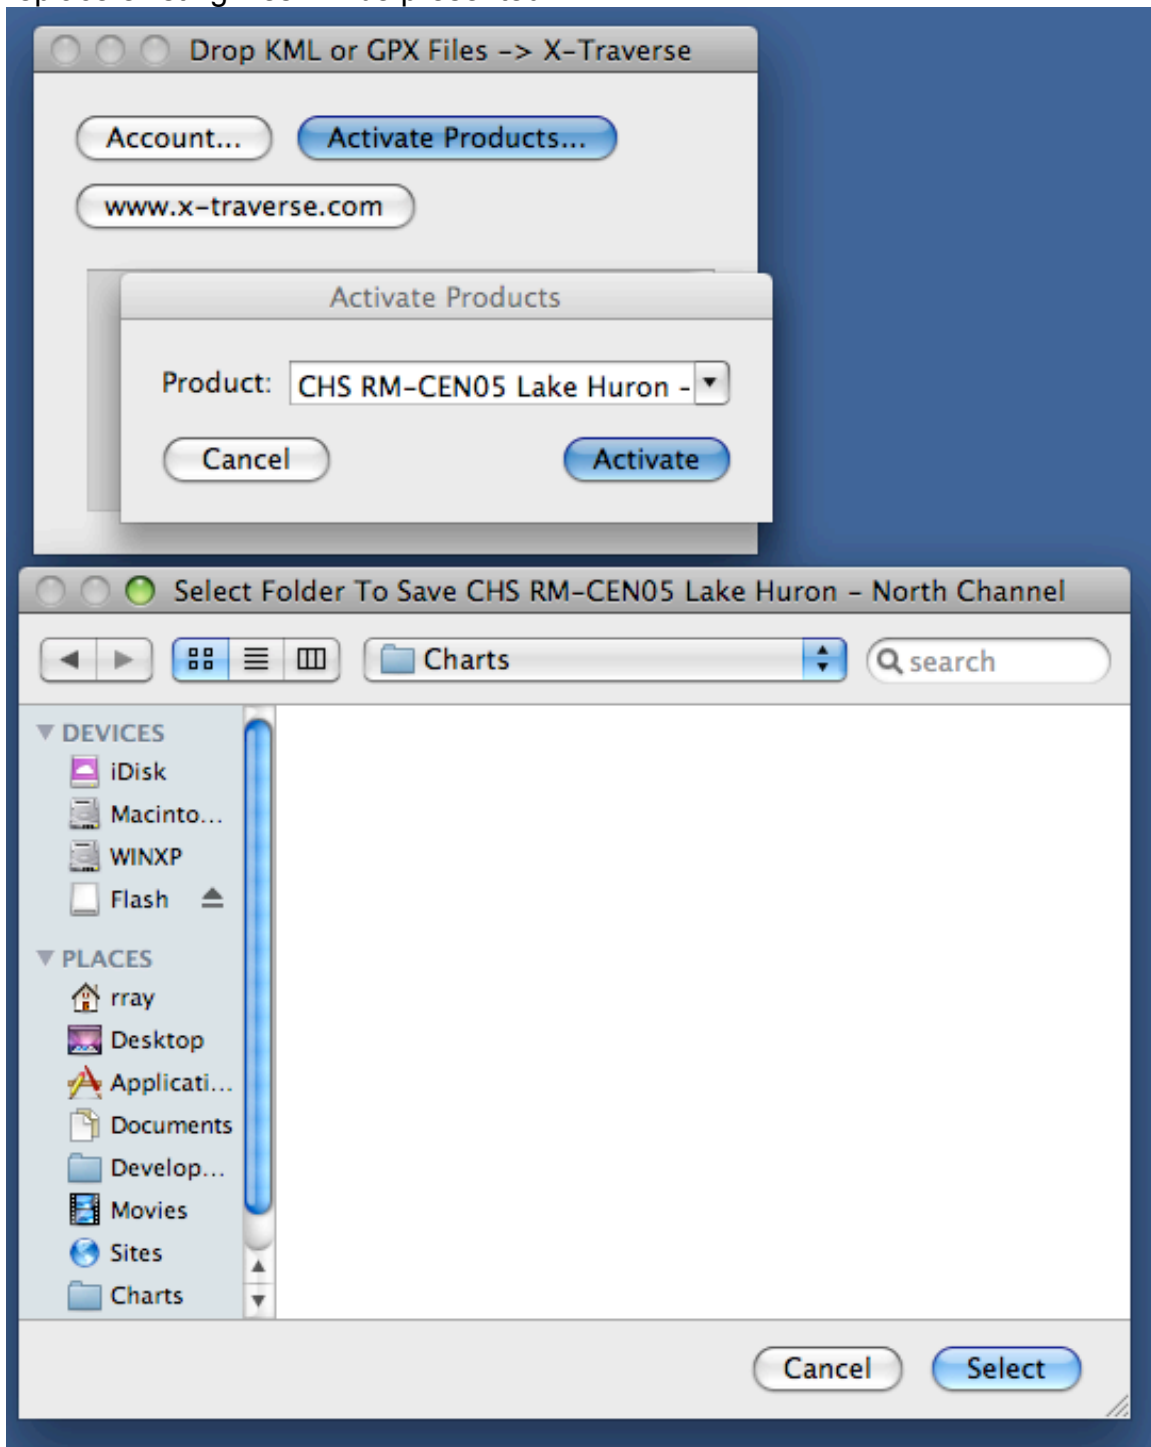 Drop KML or GPX Files -> X-Traverse
Account... Activate Products...
www.x-traverse.com
Activate Products
Product: CHS RM-CEN05 Lake Huron -
Cancel Activate
Select Folder To Save CHS RM-CEN05 Lake Huron - North Channel
Charts search
DEVICES
iDisk
Macinto...
WINXP
Flash
PLACES
rray
Desktop
Applicati...
Documents
Develop...
Movies
Sites
Charts
Cancel Select